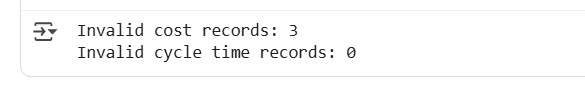 Invalid cost records: 3
Invalid cycle time records: 0